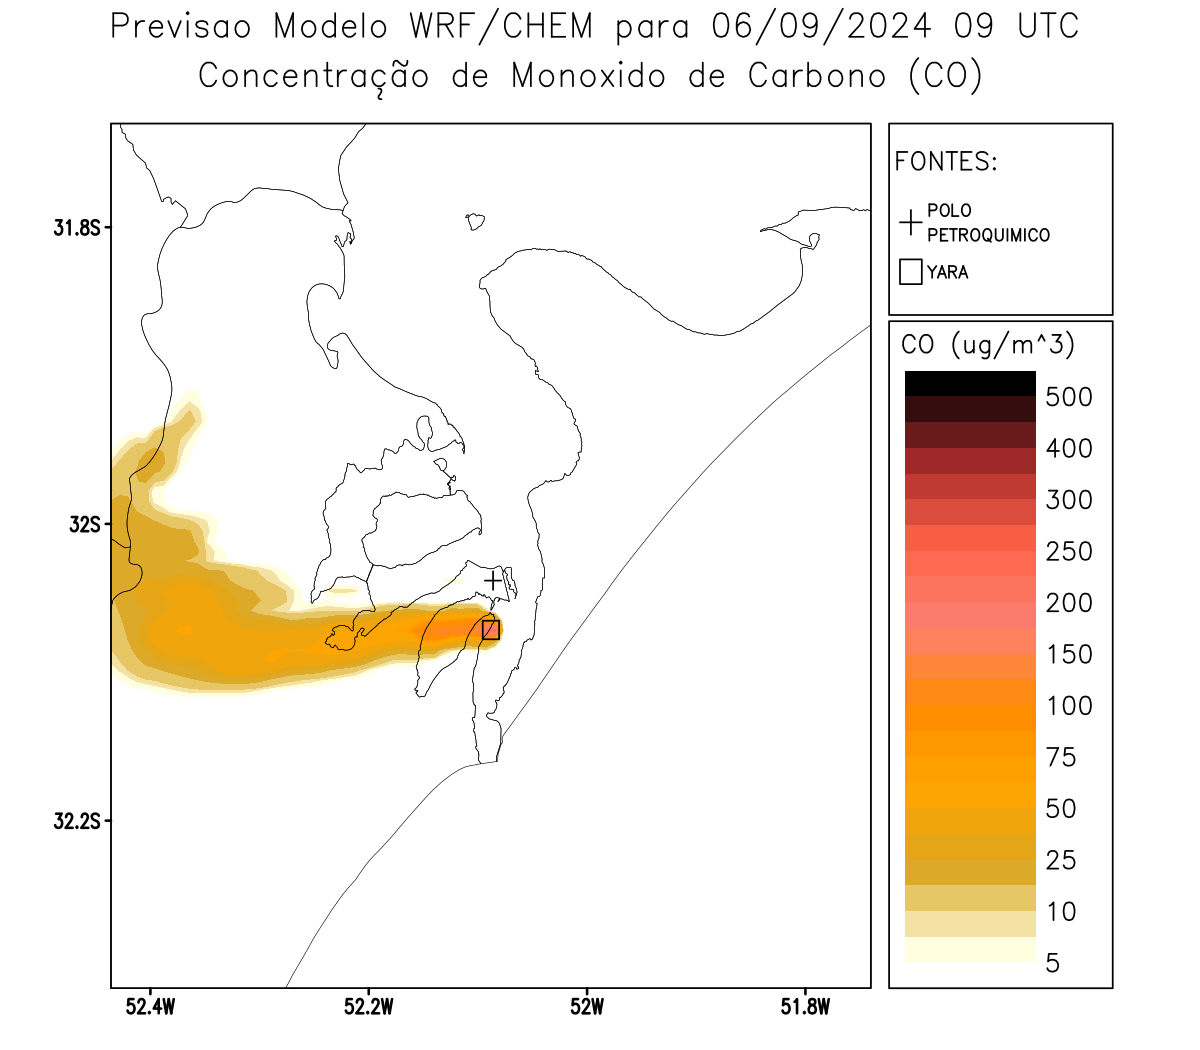 Previsao Modelo WRF/CHEM para 06/09/2024 09 UTC
Concentração de Monoxido de Carbono (CO)
FONTES:
POLO
PETROQUIMICO
YARA
CO (ug/m^3)
500
400
300
250
200
150
100
75
50
25
10
5
31.8S
32S
32.2S
52.4W
52.2W
52W
51.8W